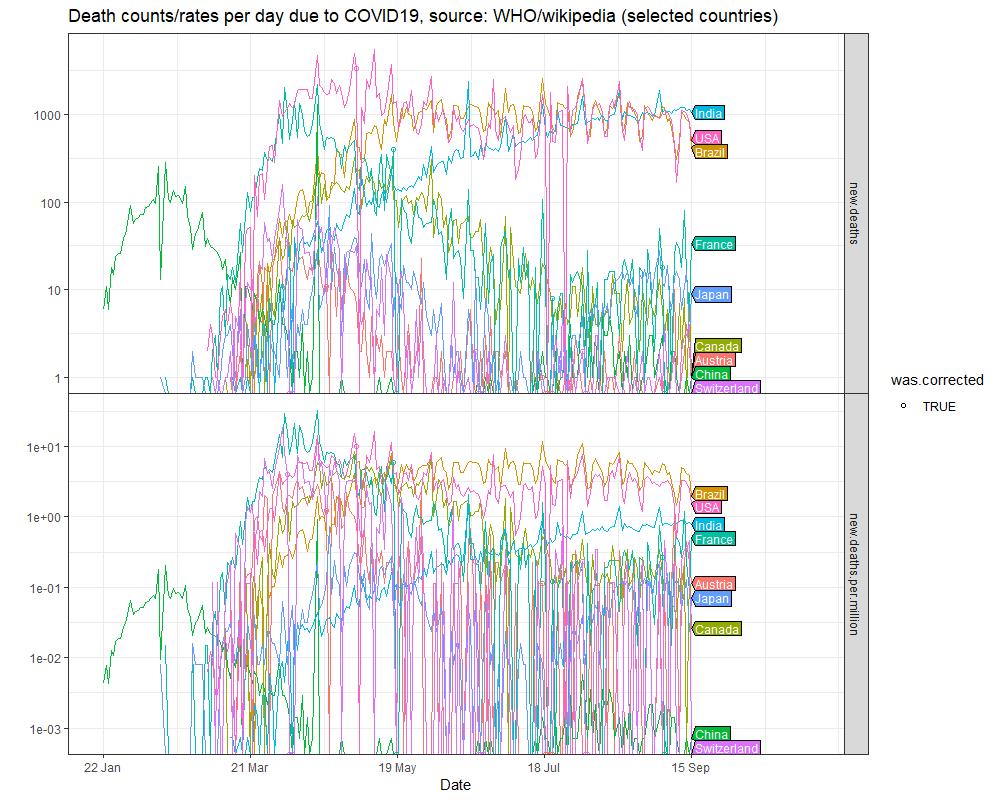 Death counts/rates per day due to COVID19, source: WHO/wikipedia (selected countries)
1000
100
10
1
India
USA
Brazil
France
Japan
Canada
Austria
China
Switzerland
new.deaths
1e+01
1e+00
1e-01
1e-02
1e-03
Brazil
USA
India
France
Austria
Japan
Canada
China
Switzerland
new.deaths.per.million
22 Jan
21 Mar
19 May
18 Jul
15 Sep
Date
was.corrected
TRUE